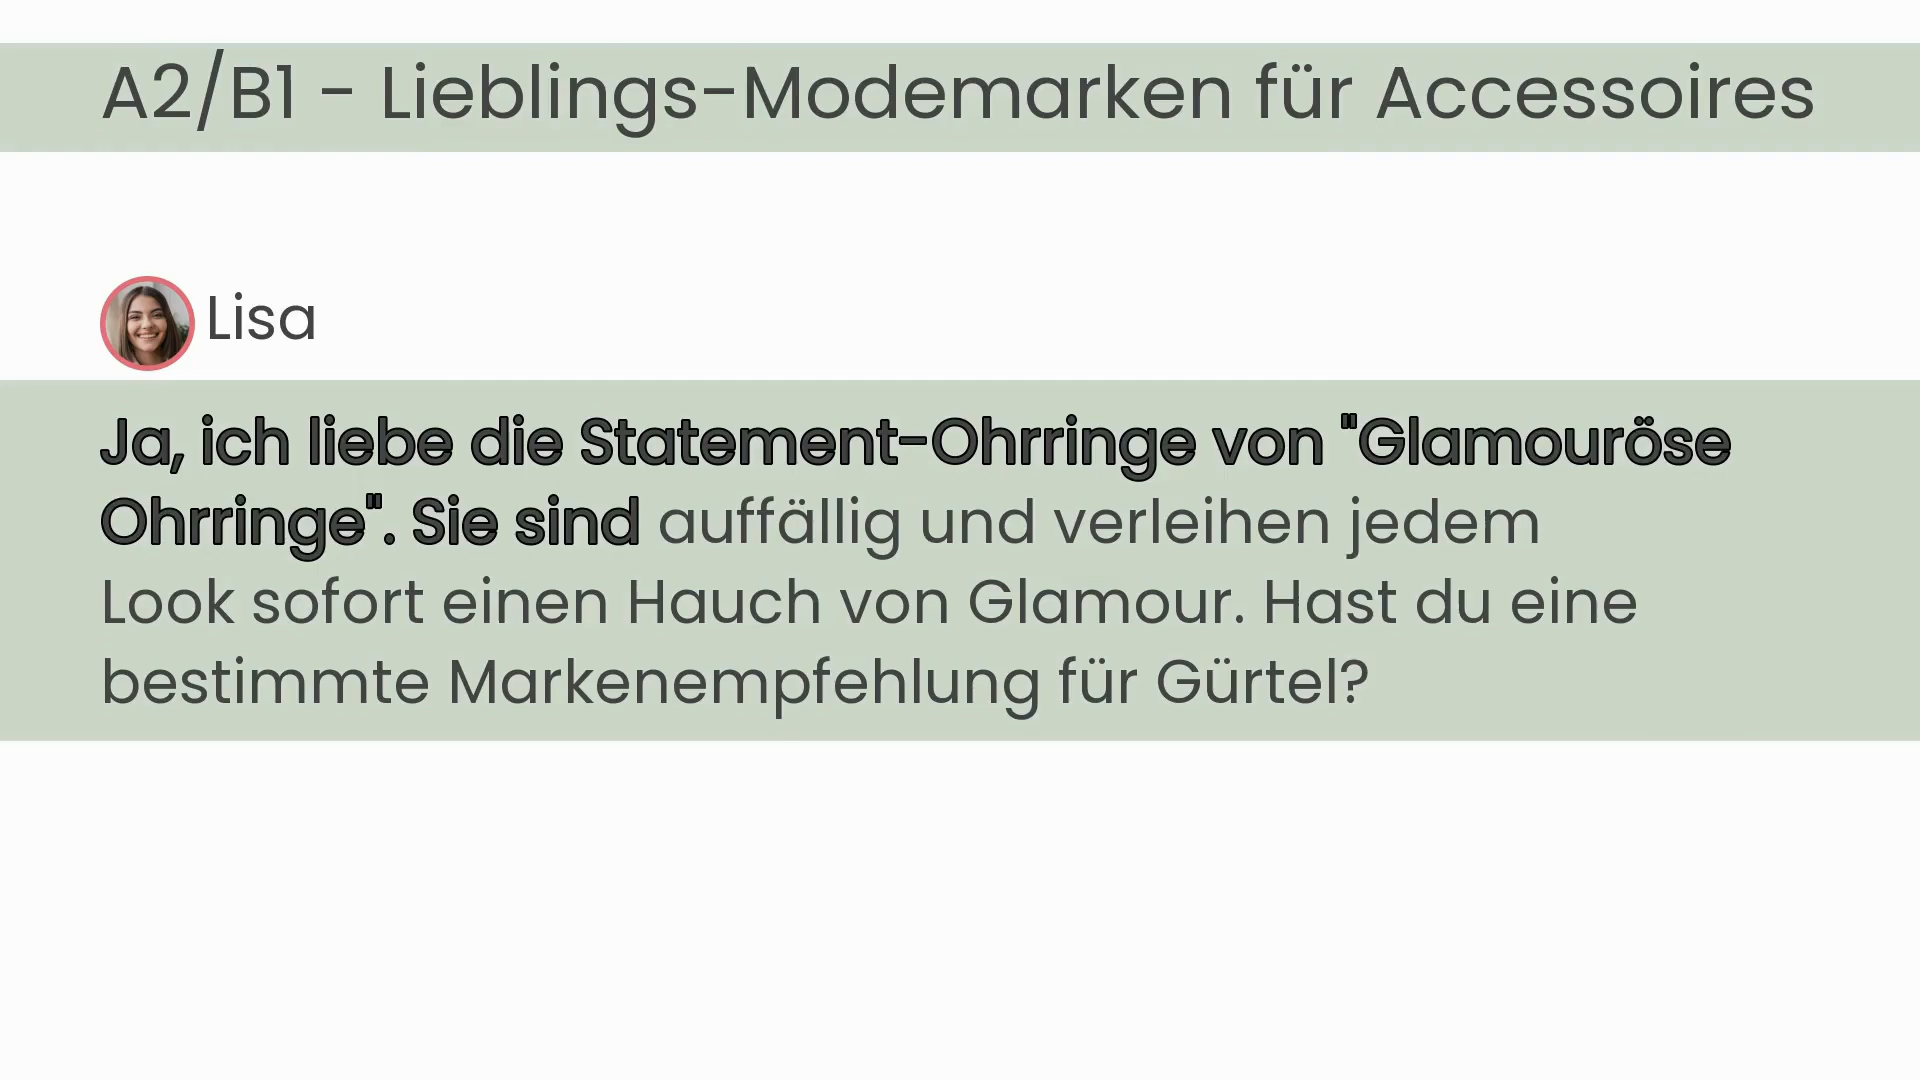 A2/B1 - Lieblings-Modemarken für Accessoires
Lisa
Ja, ich liebe die Statement-Ohrringe von "Glamouröse
Ohrringe". Sie sind auffällig und verleihen jedem
Look sofort einen Hauch von Glamour. Hast du eine
bestimmte Markenempfehlung für Gürtel?